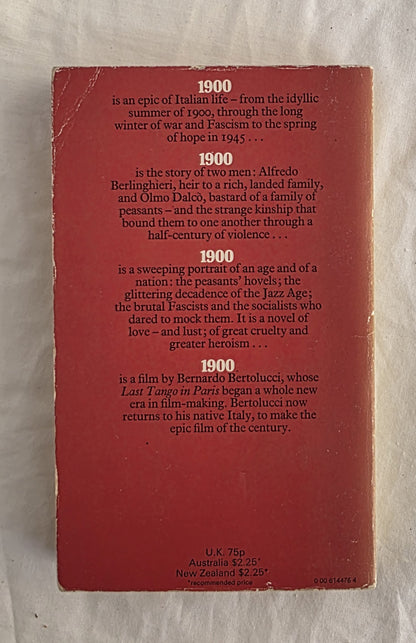 1900
is an epic of Italian life – from the idyllic
summer of 1900, through the long
winter of war and Fascism to the spring
of hope in 1945 . . .
1900
is the story of two men: Alfredo
Berlinghieri, heir to a rich, landed family,
and Olmo Dalcò, bastard of a family of
peasants – and the strange kinship that
bound them to one another through a
half-century of violence . . .
1900
is a sweeping portrait of an age and of a
nation: the peasants' hovels; the
glittering decadence of the Jazz Age;
the brutal Fascists and the socialists who
dared to mock them. It is a novel of
love – and lust; of great cruelty and
greater heroism . . .
1900
is a film by Bernardo Bertolucci, whose
Last Tango in Paris began a whole new
era in film-making. Bertolucci now
returns to his native Italy, to make the
epic film of the century.
U.K. 75p
Australia $2.25*
New Zealand $2.25*
*recommended price
0 00 614476 4